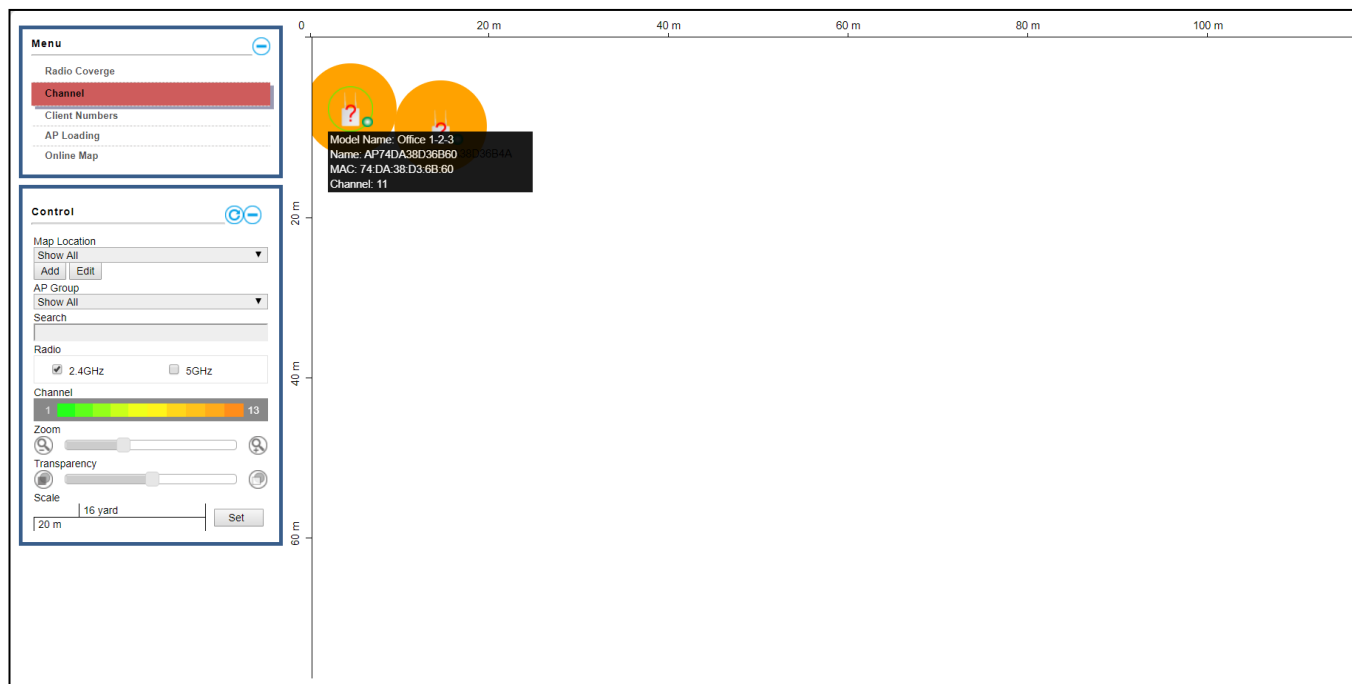 Menu
Radio Coverge
Channel
Client Numbers
AP Loading
Online Map
Control
Map Location
Show All
Add Edit
AP Group
Show All
Search
Radio
2.4GHz 5GHz
Channel
1 13
Zoom
Transparency
Scale
16 yard
20 m
Set
0 20 m 40 m 60 m 80 m 100 m
20 m
40 m
60 m
?
?
Model Name: Office 1-2-3
Name: AP74DA38D36B60
MAC: 74:DA:38:D3:6B:60
Channel: 11